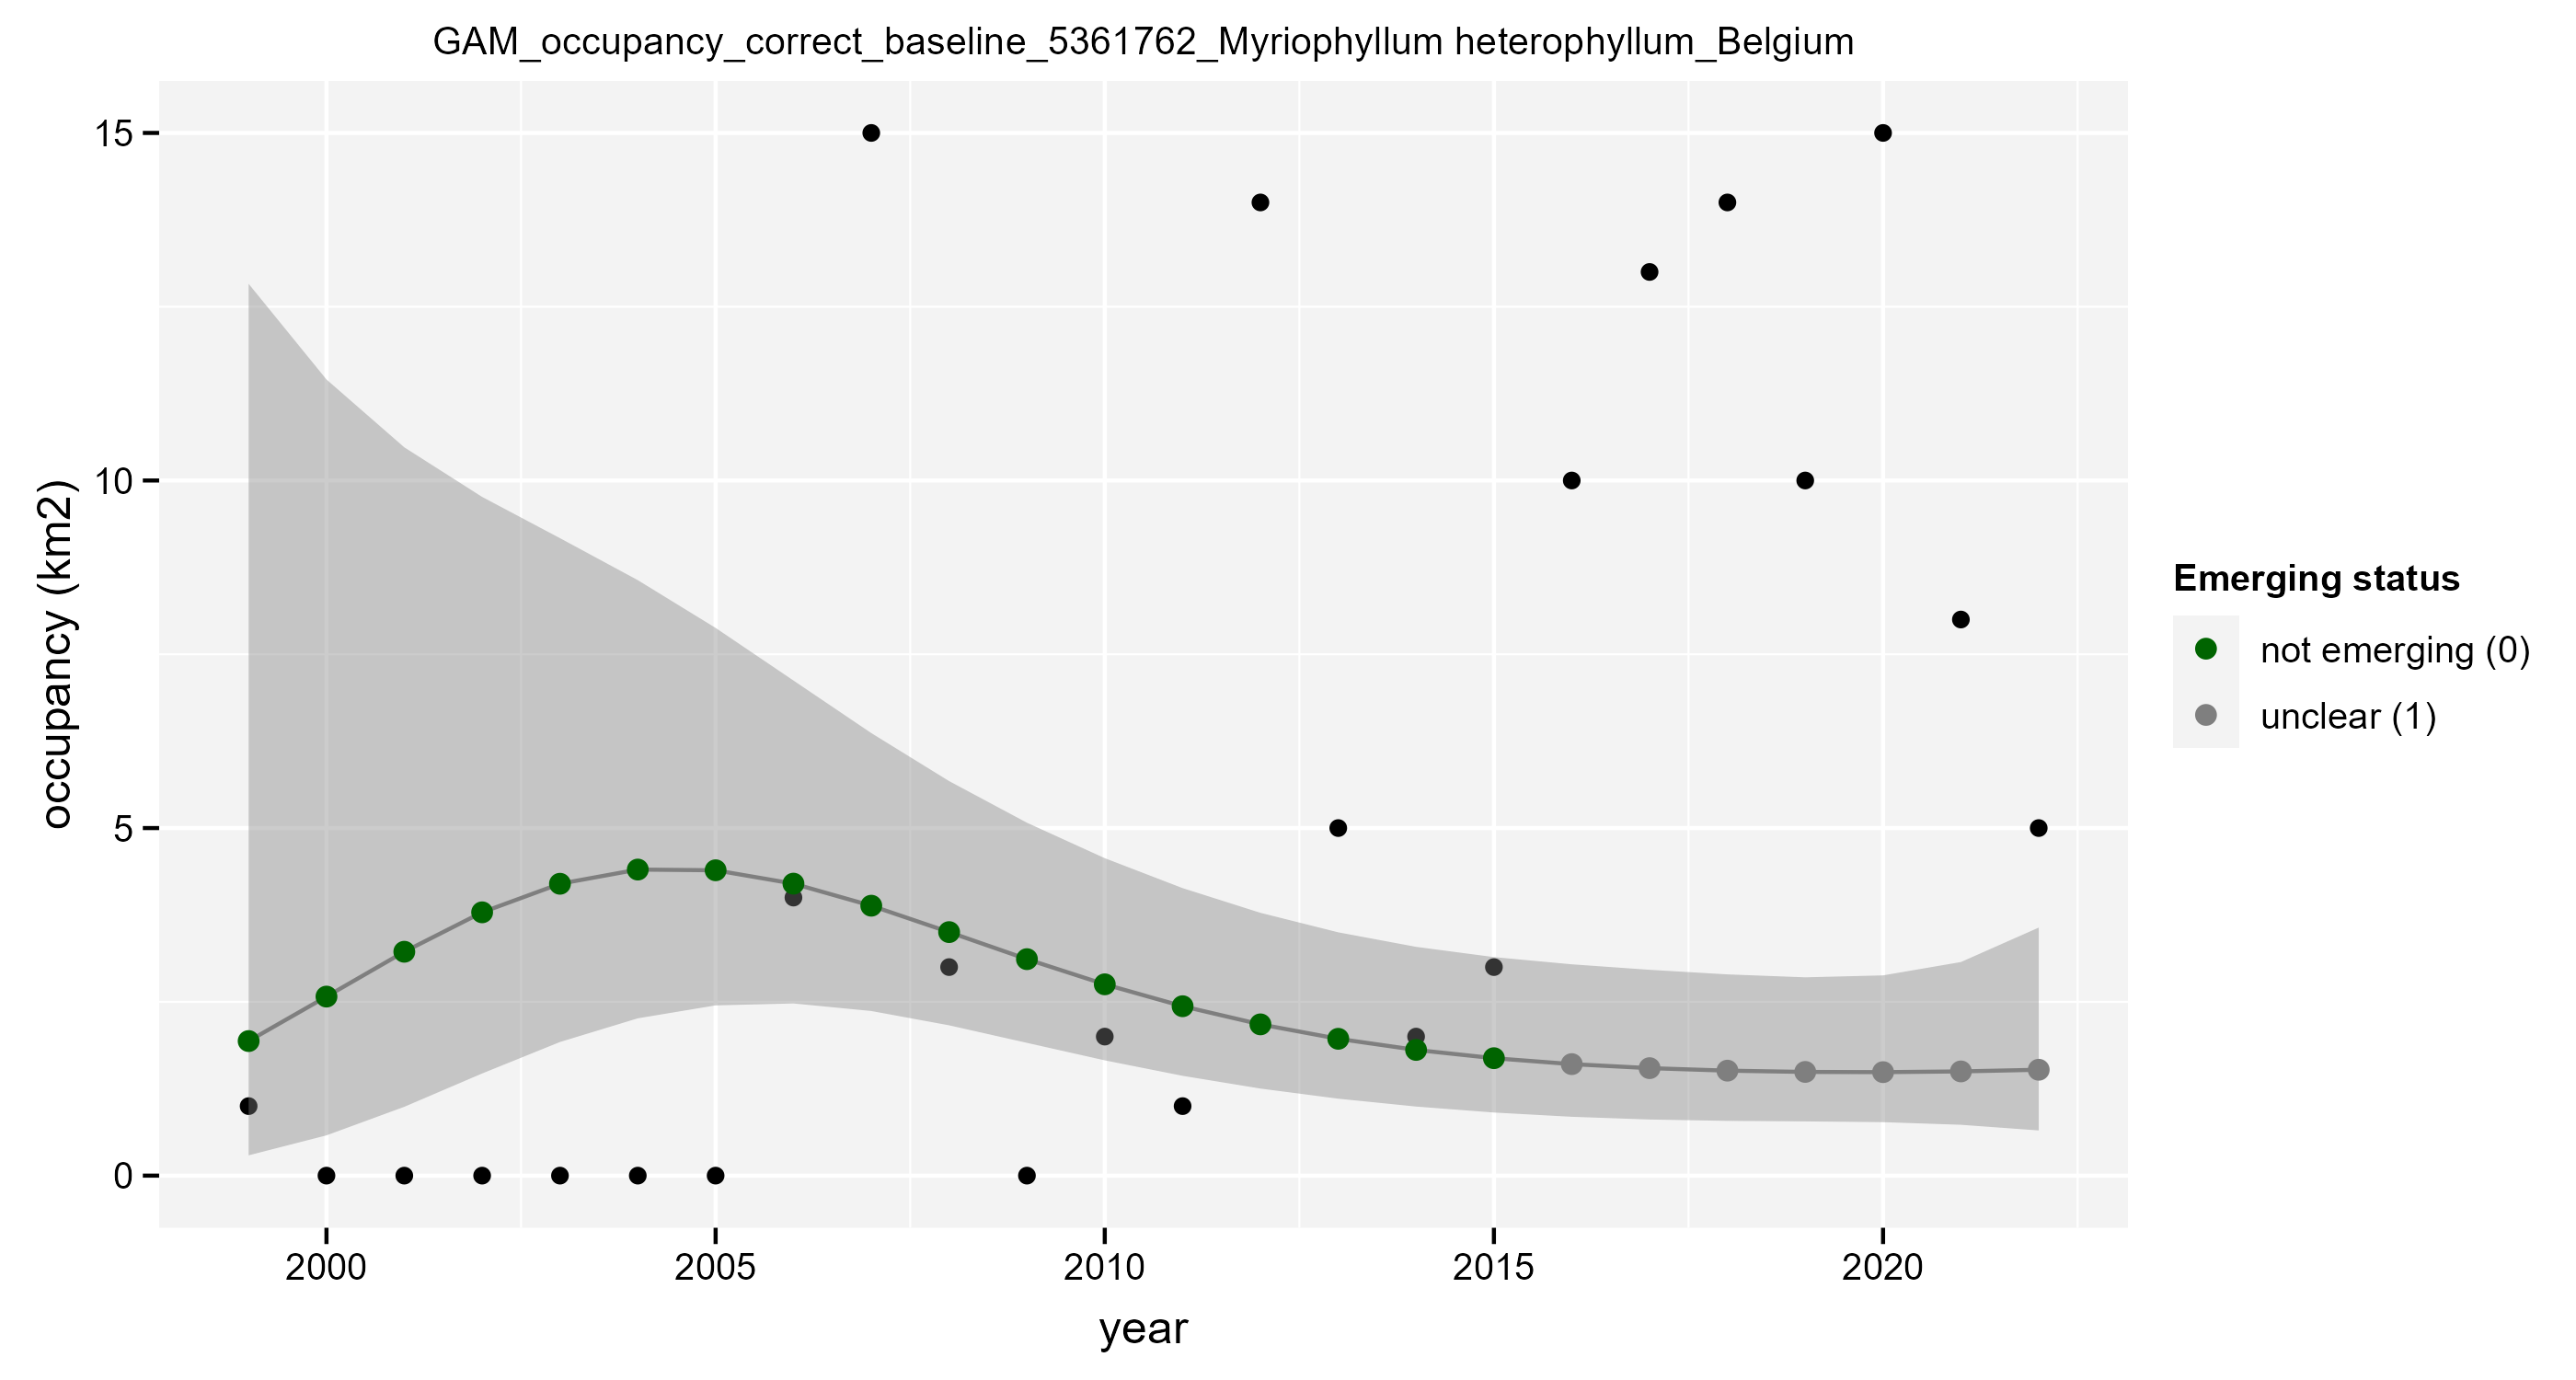 GAM_occupancy_correct_baseline_5361762_Myriophyllum heterophyllum_Belgium
15
10
5
0
occupancy (km2)
2000 2005 2010 2015 2020
year
Emerging status
not emerging (0)
unclear (1)